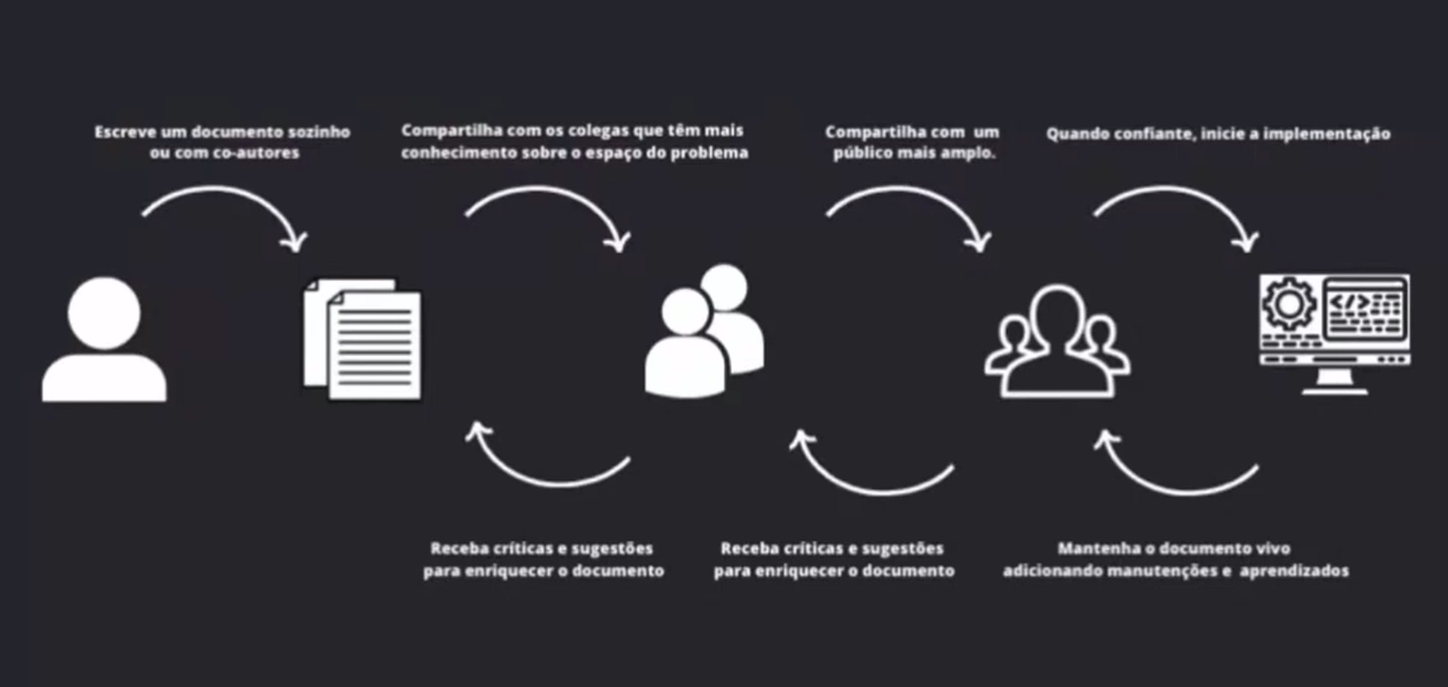 Escreve um documento sozinho
ou com co-autores
Compartilha com os colegas que têm mais
conhecimento sobre o espaço do problema
Compartilha com um
público mais amplo.
Quando confiante, inicie a implementação
</>
Receba críticas e sugestões
para enriquecer o documento
Receba críticas e sugestões
para enriquecer o documento
Mantenha o documento vivo
adicionando manutenções e aprendizados